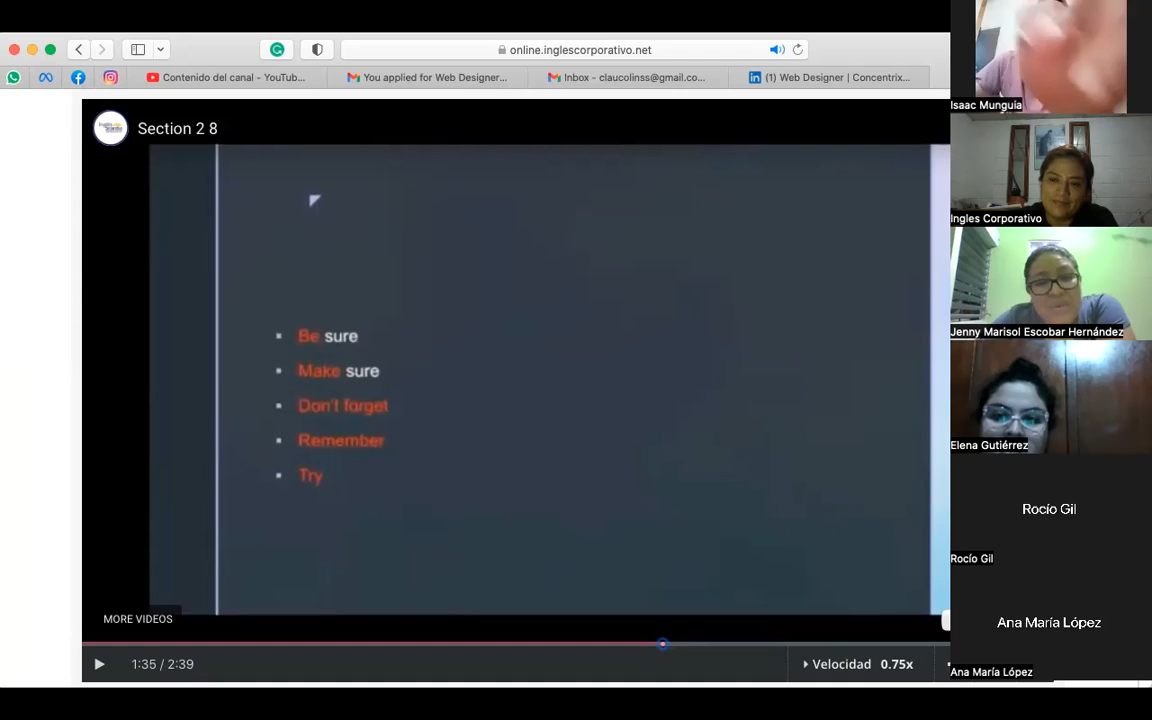 online.inglescorporativo.net
Contenido del canal - YouTub...
You applied for Web Designer...
Inbox - claucolinss@gmail.co...
(1) Web Designer | Concentrix...
Section 2 8
Be sure
Make sure
Don't forget
Remember
Try
MORE VIDEOS
1:35 / 2:39
Velocidad 0.75x
Isaac Munguía
Ingles Corporativo
Jenny Marisol Escobar Hernández
Elena Gutiérrez
Rocío Gil
Rocío Gil
Ana María López
Ana María López